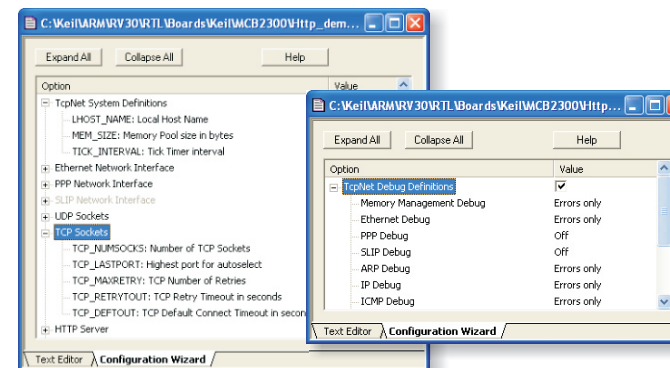 C:\Keil\ARM\RV30\RTL\Boards\Keil\MCB2300\Http_dem...
Expand All Collapse All Help
Option Value
TcpNet System Definitions
LHOST_NAME: Local Host Name
MEM_SIZE: Memory Pool size in bytes
TICK_INTERVAL: Tick Timer interval
Ethernet Network Interface
PPP Network Interface
SLIP Network Interface
UDP Sockets
TCP Sockets
TCP_NUMSOCKS: Number of TCP Sockets
TCP_LASTPORT: Highest port for autoselect
TCP_MAXRETRY: TCP Number of Retries
TCP_RETRYTOUT: TCP Retry Timeout in seconds
TCP_DEFTOUT: TCP Default Connect Timeout in secon
HTTP Server
Text Editor Configuration Wizard
C:\Keil\ARM\RV30\RTL\Boards\Keil\MCB2300\Http...
Expand All Collapse All Help
Option Value
TcpNet Debug Definitions
Memory Management Debug Errors only
Ethernet Debug Errors only
PPP Debug Off
SLIP Debug Off
ARP Debug Errors only
IP Debug Errors only
ICMP Debug Errors only
Text Editor Configuration Wizard